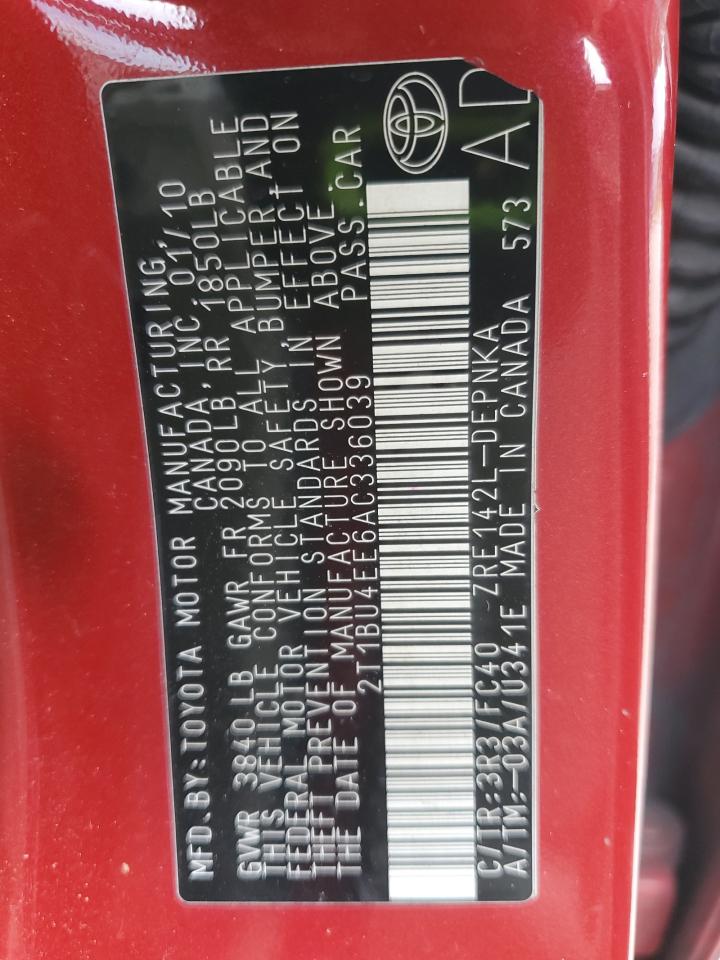 MFD.BY:TOYOTA MOTOR MANUFACTURING,
CANADA, INC. 01/10
GVWR 3840 LB GAWR FR 2090LB RR 1850LB
THIS VEHICLE CONFORMS TO ALL APPLICABLE
FEDERAL MOTOR VEHICLE SAFETY, BUMPER, AND
THEFT PREVENTION STANDARDS IN EFFECT ON
THE DATE OF MANUFACTURE SHOWN ABOVE.
2T1BU4EE6AC336039 PASS.CAR
C/TR:3R3/FC40 ZRE142L-DEPNKA
A/TM:-03A/U341E MADE IN CANADA 573
AD